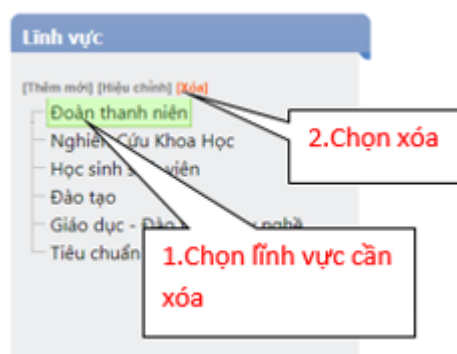 Lĩnh vực
[Thêm mới] [Hiệu chỉnh] [Xóa]
Đoàn thanh niên
Nghiên Cứu Khoa Học
2.Chọn xóa
Học sinh viên
Đào tạo
Giáo dục - Đào nghề
Tiêu chuẩn
1.Chọn lĩnh vực cần
xóa